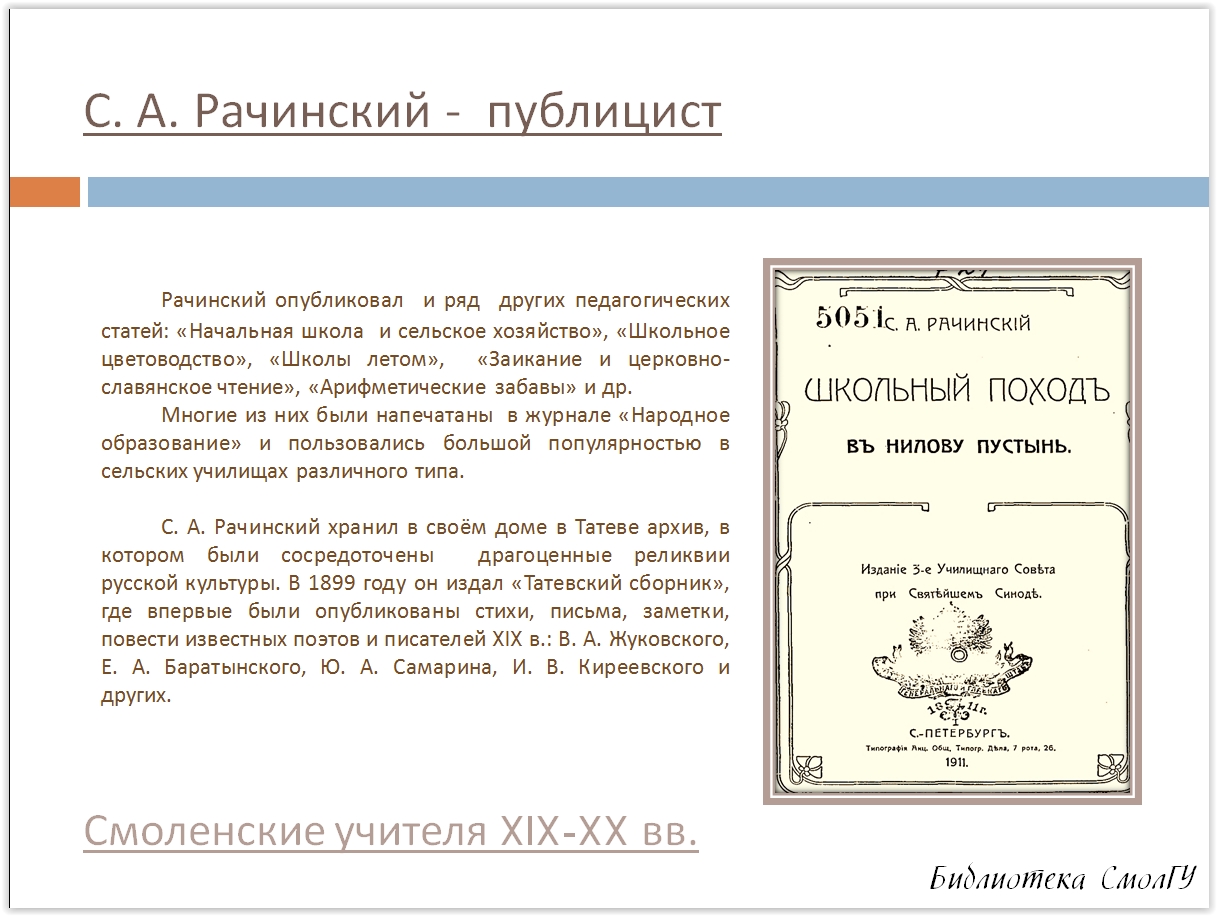 С. А. Рачинский - публицист
Рачинский опубликовал и ряд других педагогических
статей: «Начальная школа и сельское хозяйство», «Школьное
цветоводство», «Школы летом», «Заикание и церковно-
славянское чтение», «Арифметические забавы» и др.
Многие из них были напечатаны в журнале «Народное
образование» и пользовались большой популярностью в
сельских училищах различного типа.
С. А. Рачинский хранил в своём доме в Татеве архив, в
котором были сосредоточены драгоценные реликвии
русской культуры. В 1899 году он издал «Татевский сборник»,
где впервые были опубликованы стихи, письма, заметки,
повести известных поэтов и писателей XIX в.: В. А. Жуковского,
Е. А. Баратынского, Ю. А. Самарина, И. В. Киреевского и
других.
5051
С. А. РАЧИНСКІЙ
ШКОЛЬНЫЙ ПОХОДЪ
ВЪ НИЛОВУ ПУСТЫНЬ.
Изданіе 3-е Училищнаго Совѣта
при Святѣйшемъ Синодѣ.
С.-ПЕТЕРБУРГЪ.
Типографія Акц. Общ. Типогр. Дѣла, 7 рота, 26.
1911.
Смоленские учителя XIX-XX вв.
Библиотека СмолГУ